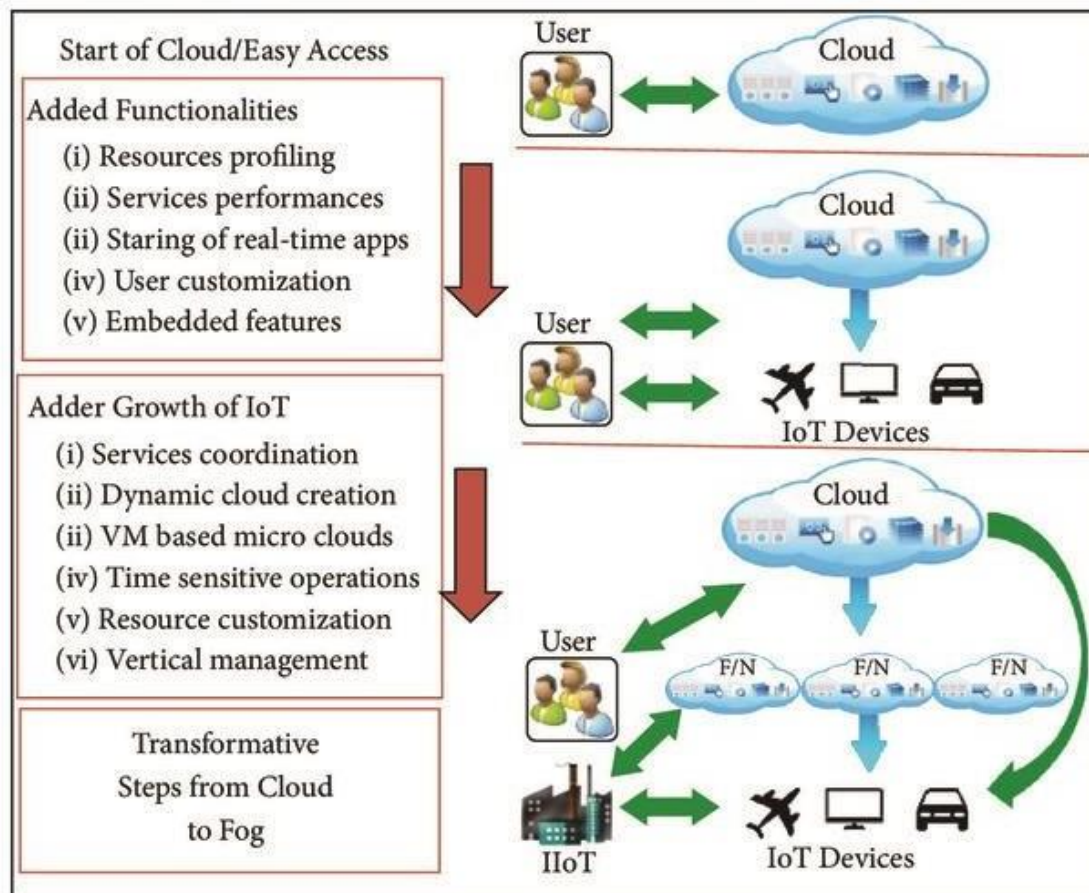 Start of Cloud/Easy Access
Added Functionalities
(i) Resources profiling
(ii) Services performances
(ii) Staring of real-time apps
(iv) User customization
(v) Embedded features
Adder Growth of IoT
(i) Services coordination
(ii) Dynamic cloud creation
(ii) VM based micro clouds
(iv) Time sensitive operations
(v) Resource customization
(vi) Vertical management
Transformative
Steps from Cloud
to Fog
User
Cloud
Cloud
User
IoT Devices
Cloud
User
F/N
F/N
F/N
IIoT
IoT Devices